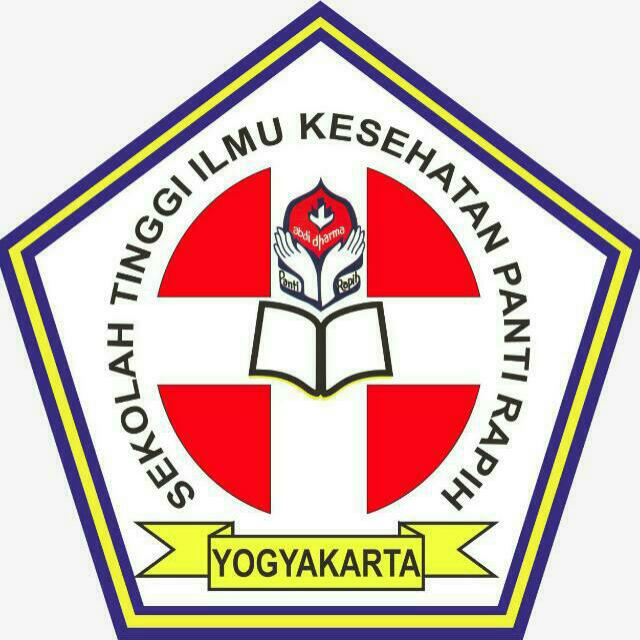 SEKOLAH TINGGI ILMU KESEHATAN PANTI RAPIH
abdi dharma
Panti Rapih
YOGYAKARTA